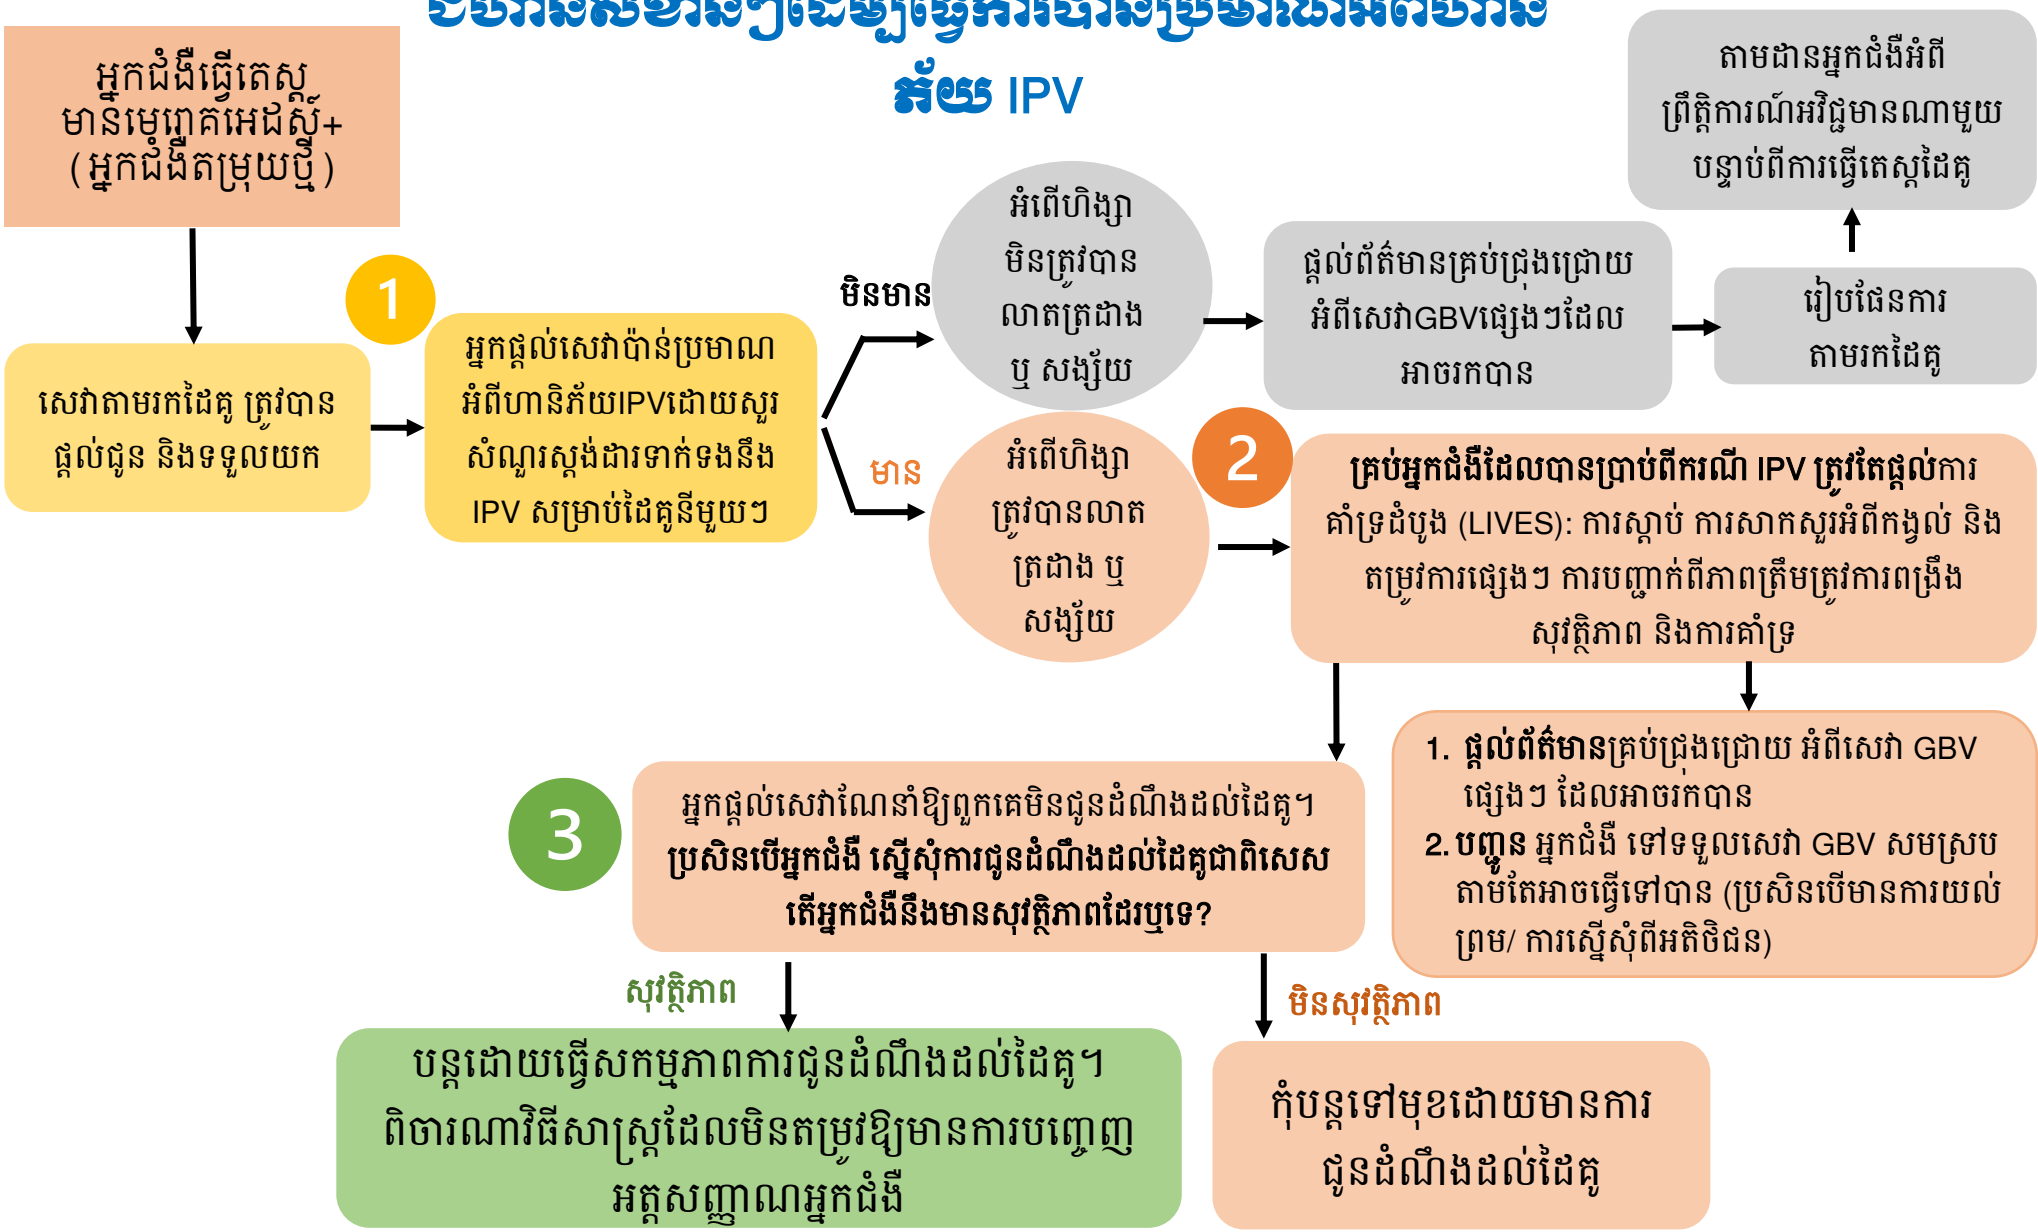 ជំហានសំខាន់ៗដើម្បីធ្វើការប៉ាន់ប្រមាណអំពីហានិ
ភ័យ IPV
អ្នកជំងឺធ្វើតេស្ត
មានមេរោគអេដស៍+
(អ្នកជំងឺតម្រុយថ្មី)
សេវាតាមរកដៃគូ ត្រូវបាន
ផ្តល់ជូន និងទទួលយក
1
អ្នកផ្តល់សេវាប៉ាន់ប្រមាណ
អំពីហានិភ័យIPVដោយសួរ
សំណួរស្តង់ដារទាក់ទងនឹង
IPV សម្រាប់ដៃគូនីមួយៗ
មិនមាន
អំពើហិង្សា
មិនត្រូវបាន
លាតត្រដាង
ឬ សង្ស័យ
ផ្តល់ព័ត៌មានគ្រប់ជ្រុងជ្រោយ
អំពីសេវាGBVផ្សេងៗដែល
អាចរកបាន
រៀបផែនការ
តាមរកដៃគូ
តាមដានអ្នកជំងឺអំពី
ព្រឹត្តិការណ៍អវិជ្ជមានណាមួយ
បន្ទាប់ពីការធ្វើតេស្តដៃគូ
មាន
អំពើហិង្សា
ត្រូវបានលាត
ត្រដាង ឬ
សង្ស័យ
2
គ្រប់អ្នកជំងឺដែលបានប្រាប់ពីករណី IPV ត្រូវតែផ្តល់ការ
គាំទ្រដំបូង (LIVES): ការស្តាប់ ការសាកសួរអំពីកង្វល់ និង
តម្រូវការផ្សេងៗ ការបញ្ជាក់ពីភាពត្រឹមត្រូវការពង្រឹង
សុវត្ថិភាព និងការគាំទ្រ
1. ផ្តល់ព័ត៌មានគ្រប់ជ្រុងជ្រោយ អំពីសេវា GBV
ផ្សេងៗ ដែលអាចរកបាន
2. បញ្ជូន អ្នកជំងឺ ទៅទទួលសេវា GBV សមស្រប
តាមតែអាចធ្វើទៅបាន (ប្រសិនបើមានការយល់
ព្រម/ ការស្នើសុំពីអតិថិជន)
3
អ្នកផ្តល់សេវាណែនាំឱ្យពួកគេមិនជូនដំណឹងដល់ដៃគូ។
ប្រសិនបើអ្នកជំងឺ ស្នើសុំការជូនដំណឹងដល់ដៃគូជាពិសេស
តើអ្នកជំងឺនឹងមានសុវត្ថិភាពដែរឬទេ?
សុវត្ថិភាព
មិនសុវត្ថិភាព
បន្តដោយធ្វើសកម្មភាពការជូនដំណឹងដល់ដៃគូ។
ពិចារណាវិធីសាស្ត្រដែលមិនតម្រូវឱ្យមានការបញ្ចេញ
អត្តសញ្ញាណអ្នកជំងឺ
កុំបន្តទៅមុខដោយមានការ
ជូនដំណឹងដល់ដៃគូ